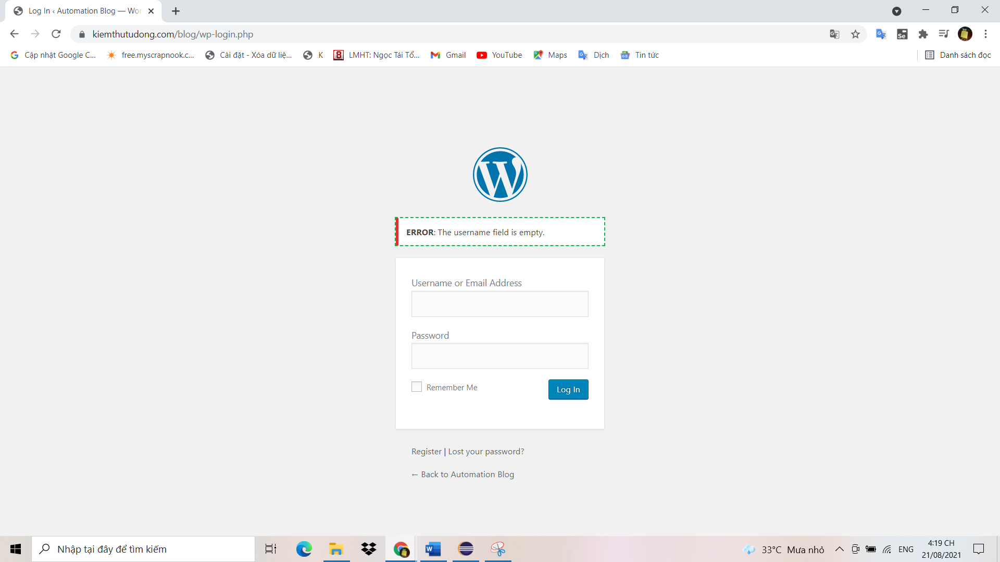 Log In ‹ Automation Blog — Wor
kiemthutudong.com/blog/wp-login.php
Cập nhật Google C...
free.myscrapnook.c...
Cài đặt - Xóa dữ liệ...
K
LMHT: Ngọc Tái Tổ...
Gmail
YouTube
Maps
Dịch
Tin tức
Danh sách đọc
ERROR: The username field is empty.
Username or Email Address
Password
Remember Me
Log In
Register | Lost your password?
← Back to Automation Blog
Nhập tại đây để tìm kiếm
33°C Mưa nhỏ
ENG
4:19 CH
21/08/2021